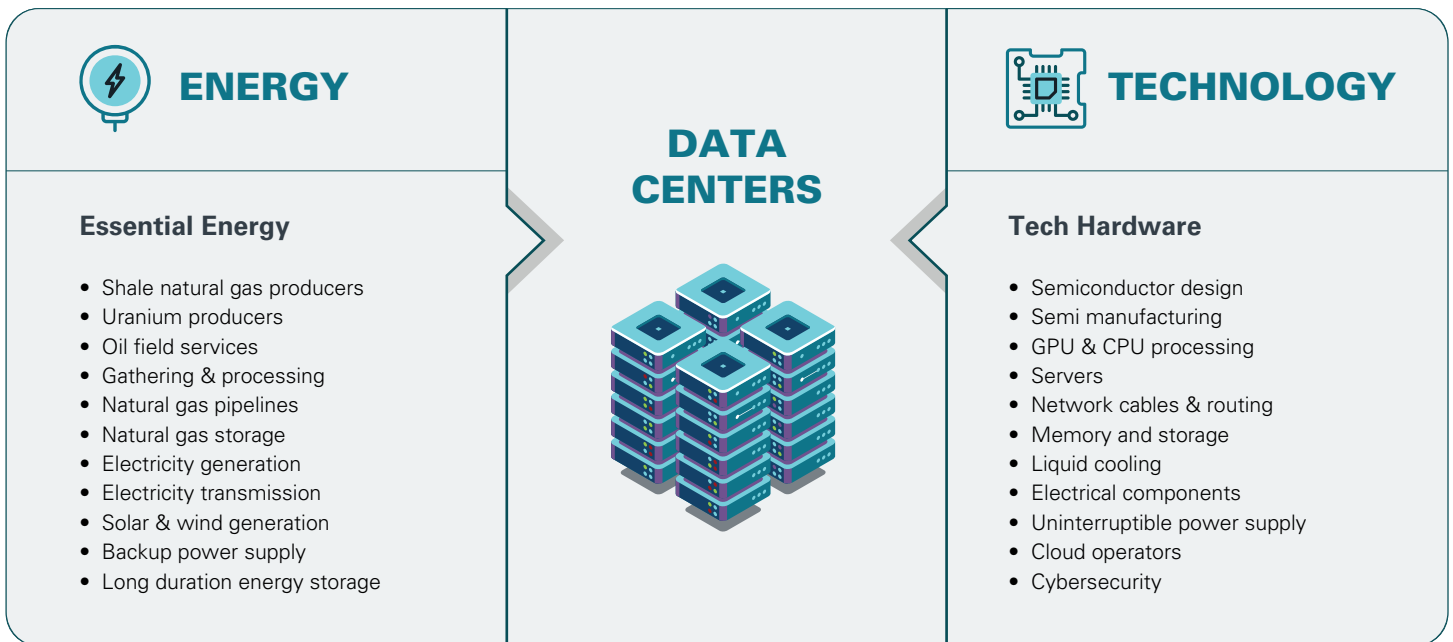 ENERGY
Essential Energy
• Shale natural gas producers
• Uranium producers
• Oil field services
• Gathering & processing
• Natural gas pipelines
• Natural gas storage
• Electricity generation
• Electricity transmission
• Solar & wind generation
• Backup power supply
• Long duration energy storage
DATA
CENTERS
TECHNOLOGY
Tech Hardware
• Semiconductor design
• Semi manufacturing
• GPU & CPU processing
• Servers
• Network cables & routing
• Memory and storage
• Liquid cooling
• Electrical components
• Uninterruptible power supply
• Cloud operators
• Cybersecurity